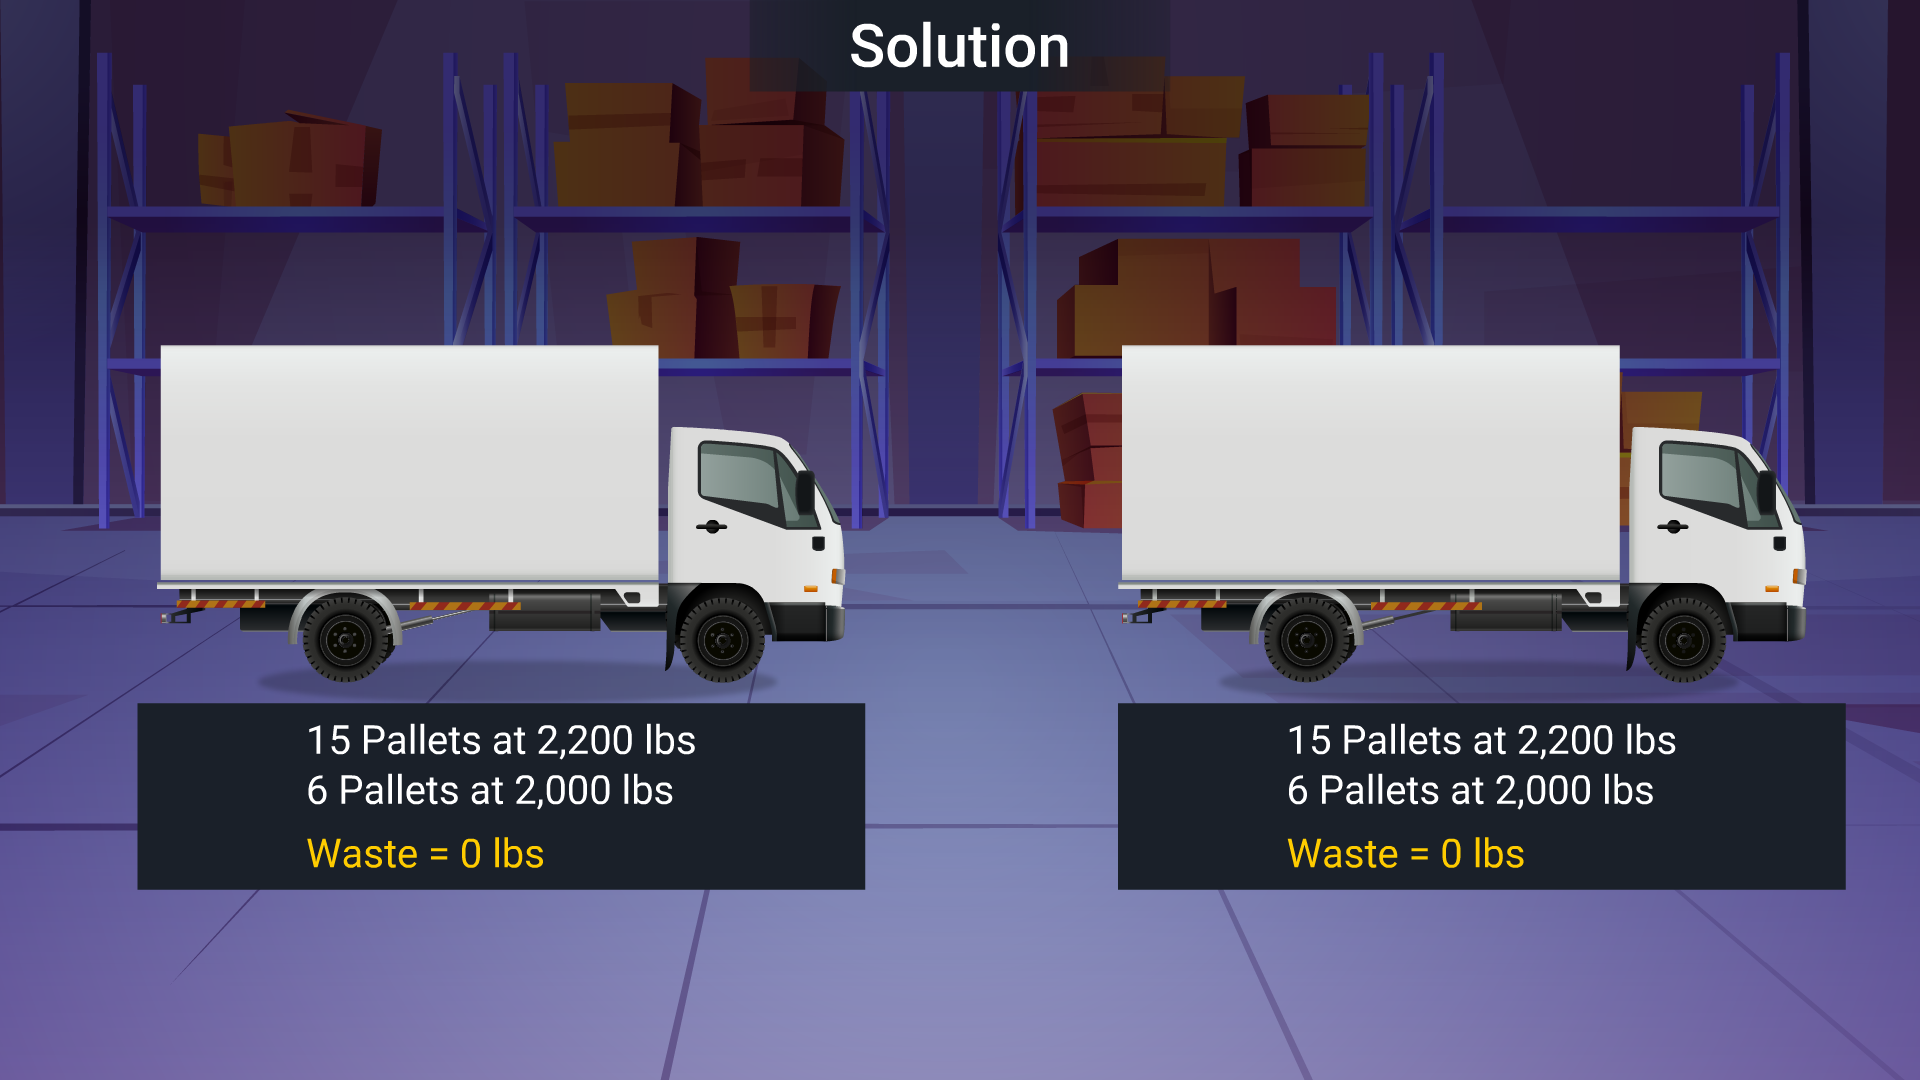 Solution
15 Pallets at 2,200 lbs
6 Pallets at 2,000 lbs
Waste = 0 lbs
15 Pallets at 2,200 lbs
6 Pallets at 2,000 lbs
Waste = 0 lbs